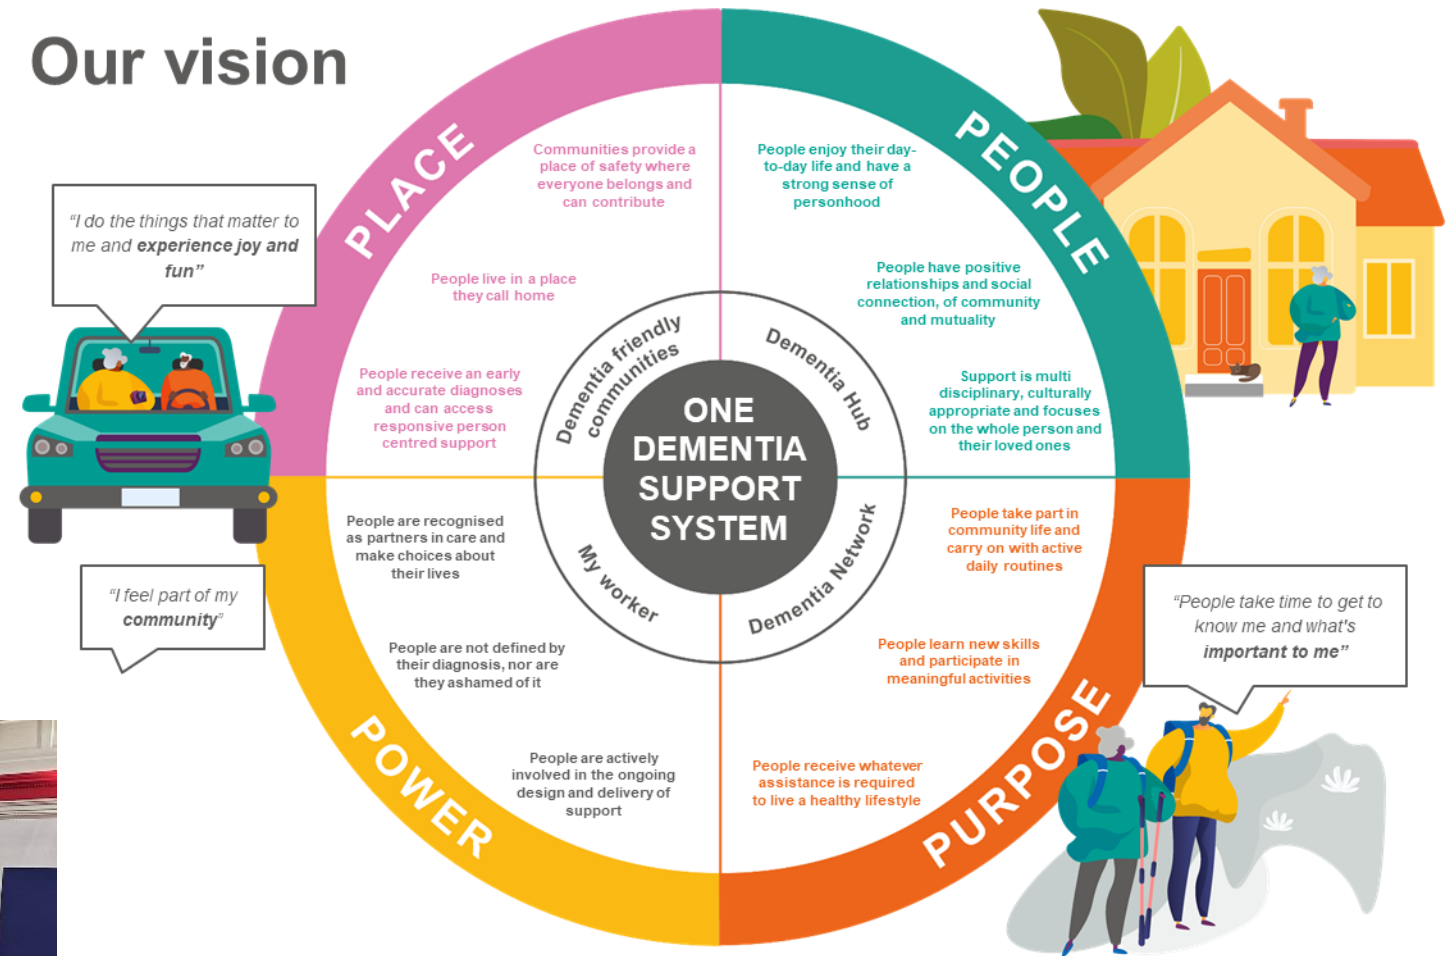 Our vision
PLACE
Communities provide a
place of safety where
everyone belongs and
can contribute
People live in a place
they call home
People receive an early
and accurate diagnoses
and can access
responsive person
centred support
PEOPLE
People enjoy their day-
to-day life and have a
strong sense of
personhood
People have positive
relationships and social
connection, of community
and mutuality
Support is multi
disciplinary, culturally
appropriate and focuses
on the whole person and
their loved ones
“I do the things that matter to
me and experience joy and
fun”
Dementia friendly
communities
Dementia Hub
ONE
DEMENTIA
SUPPORT
SYSTEM
My worker
Dementia Network
People are recognised
as partners in care and
make choices about
their lives
People are not defined by
their diagnosis, nor are
they ashamed of it
People are actively
involved in the ongoing
design and delivery of
support
POWER
“I feel part of my
community”
People take part in
community life and
carry on with active
daily routines
People learn new skills
and participate in
meaningful activities
People receive whatever
assistance is required
to live a healthy lifestyle
PURPOSE
“People take time to get to
know me and what's
important to me”